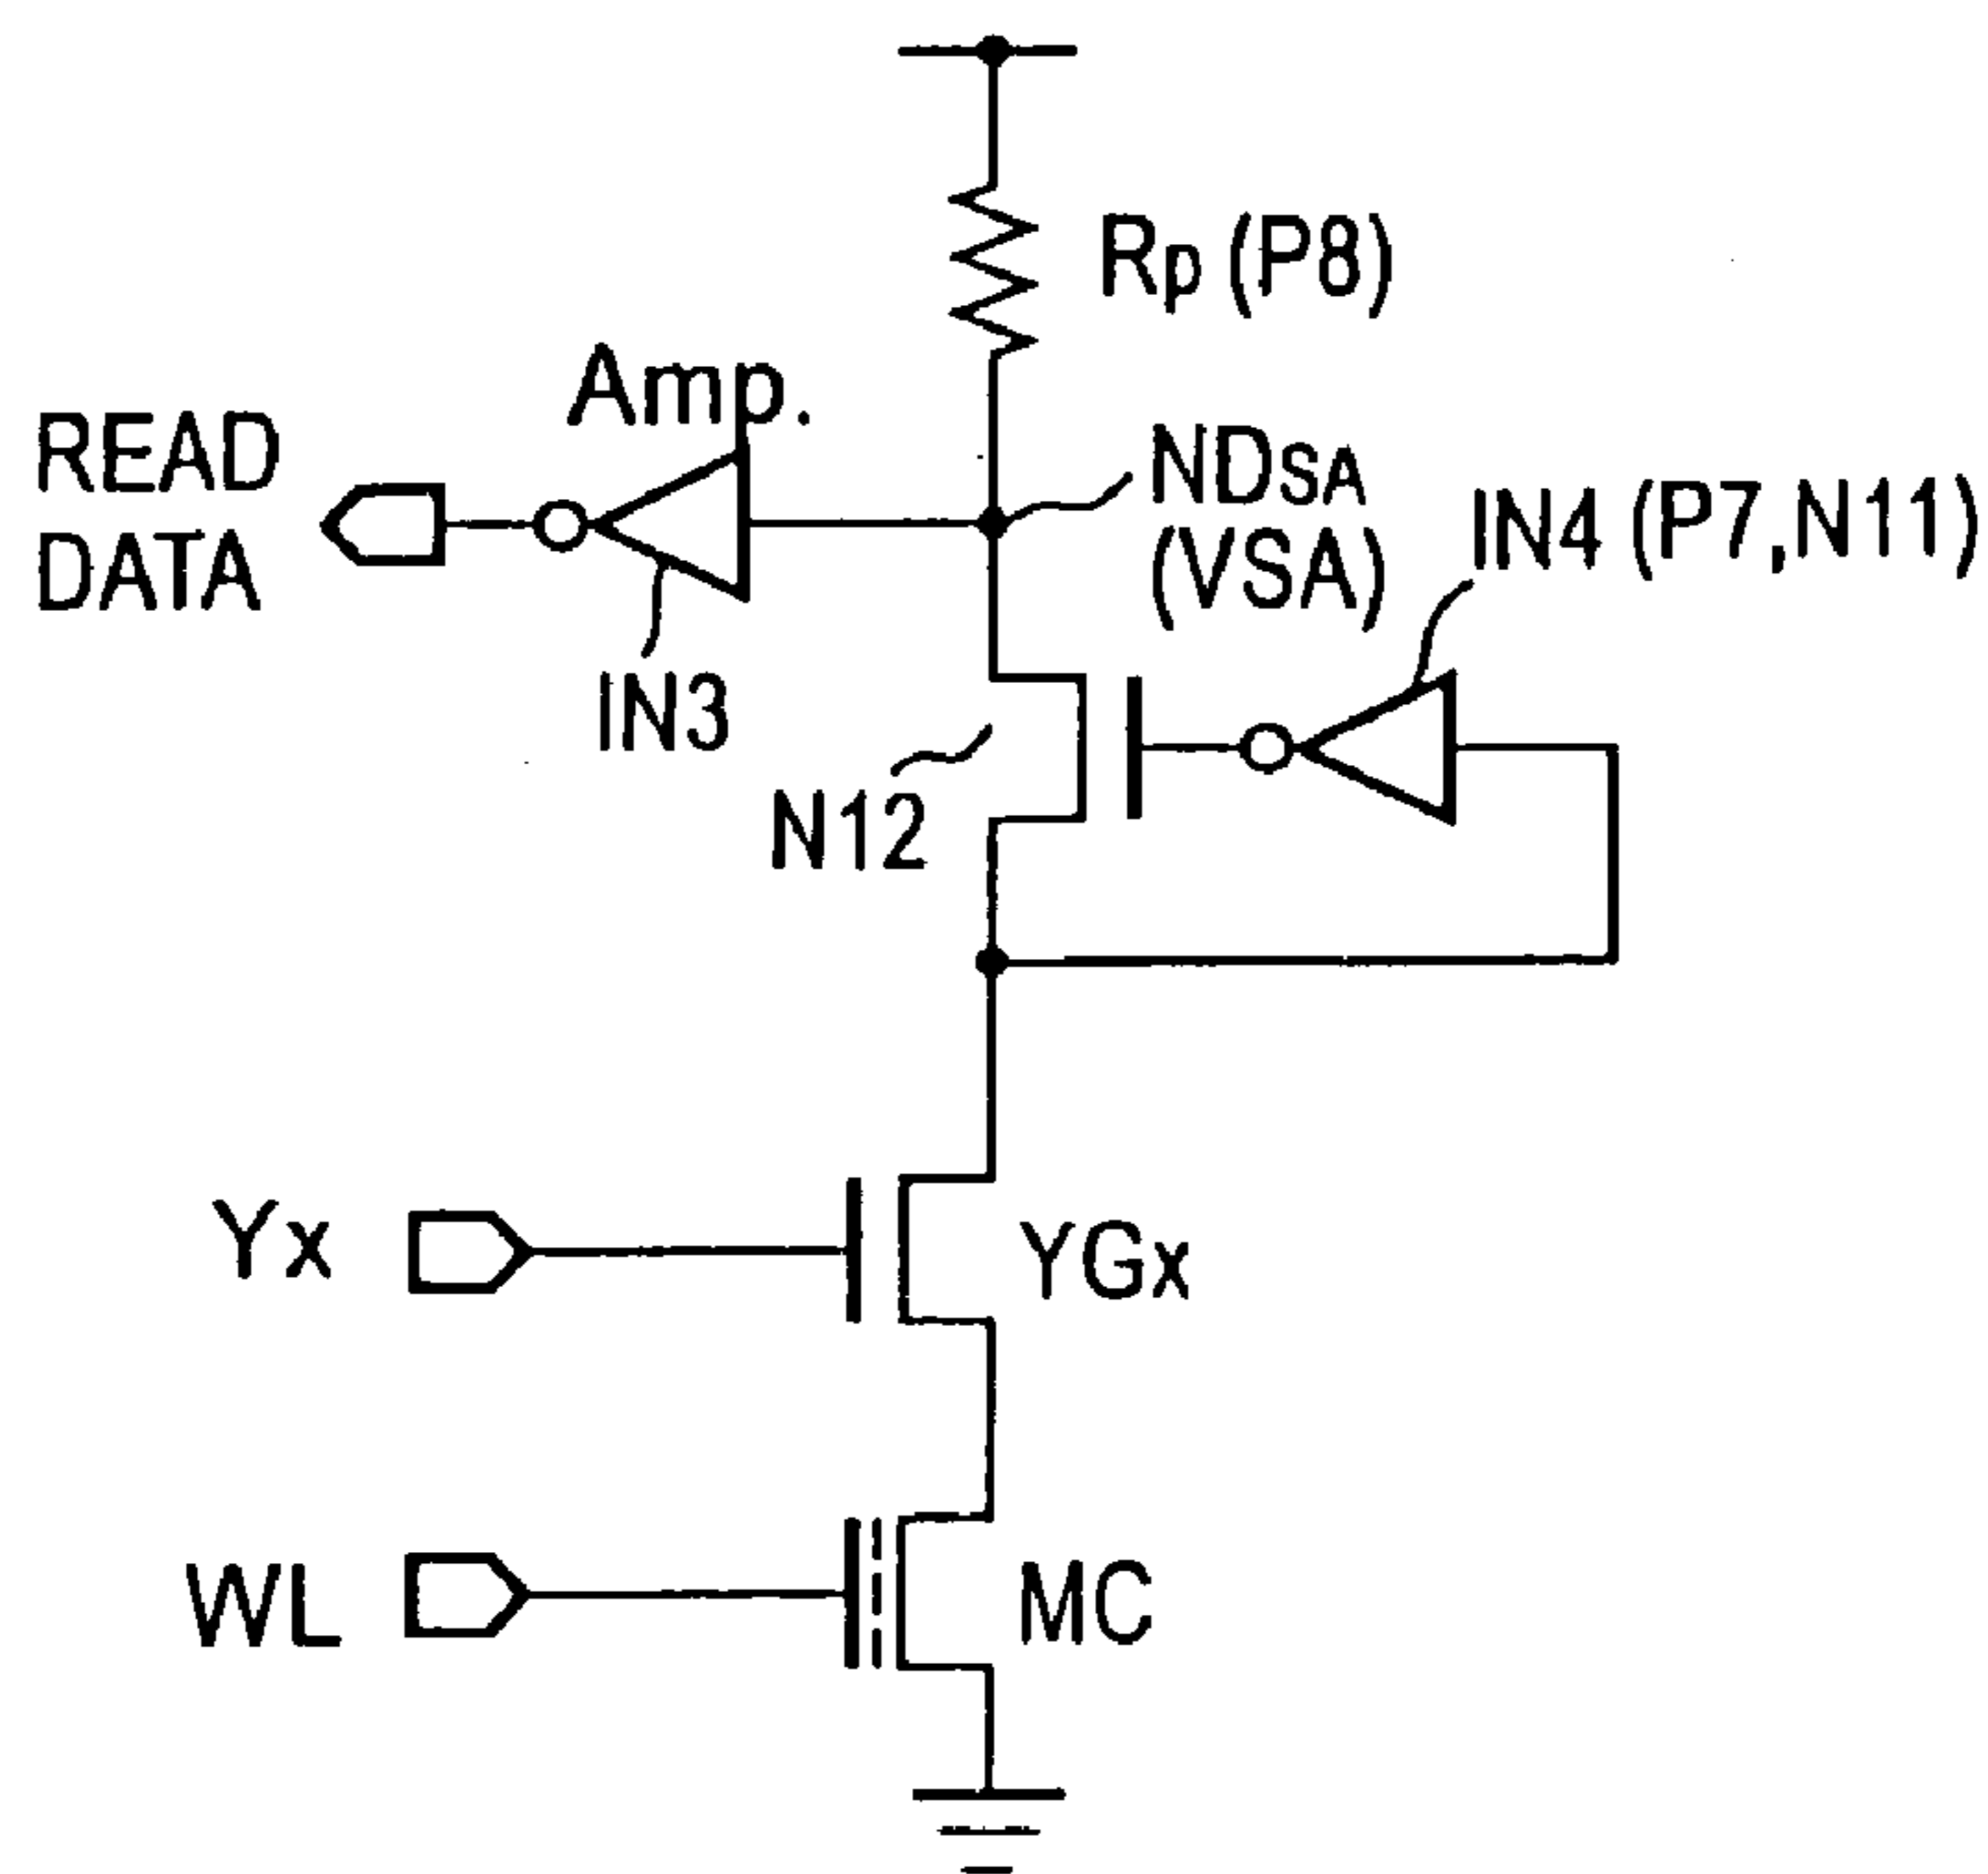 Rp (P8)
Amp.
READ
DATA
NDSA
(VSA)
IN4 (P7,N11)
IN3
N12
Yx
YGx
WL
MC